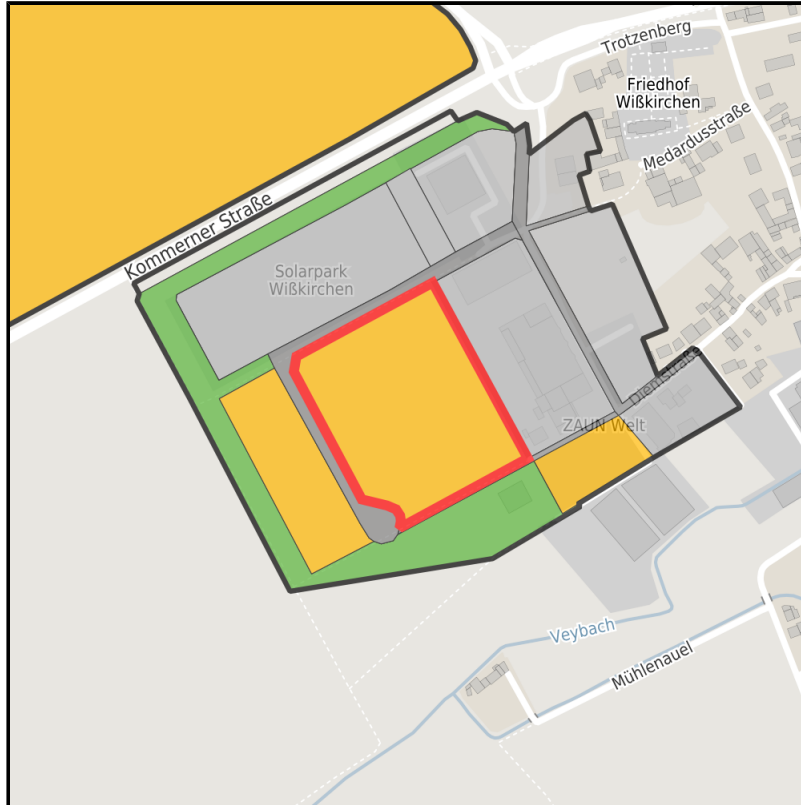 Trotzenberg
Friedhof
Wißkirchen
Medardusstraße
Kommerner Straße
Solarpark
Wißkirchen
Dienstraße
ZAUN Welt
Veybach
Mühlenauel